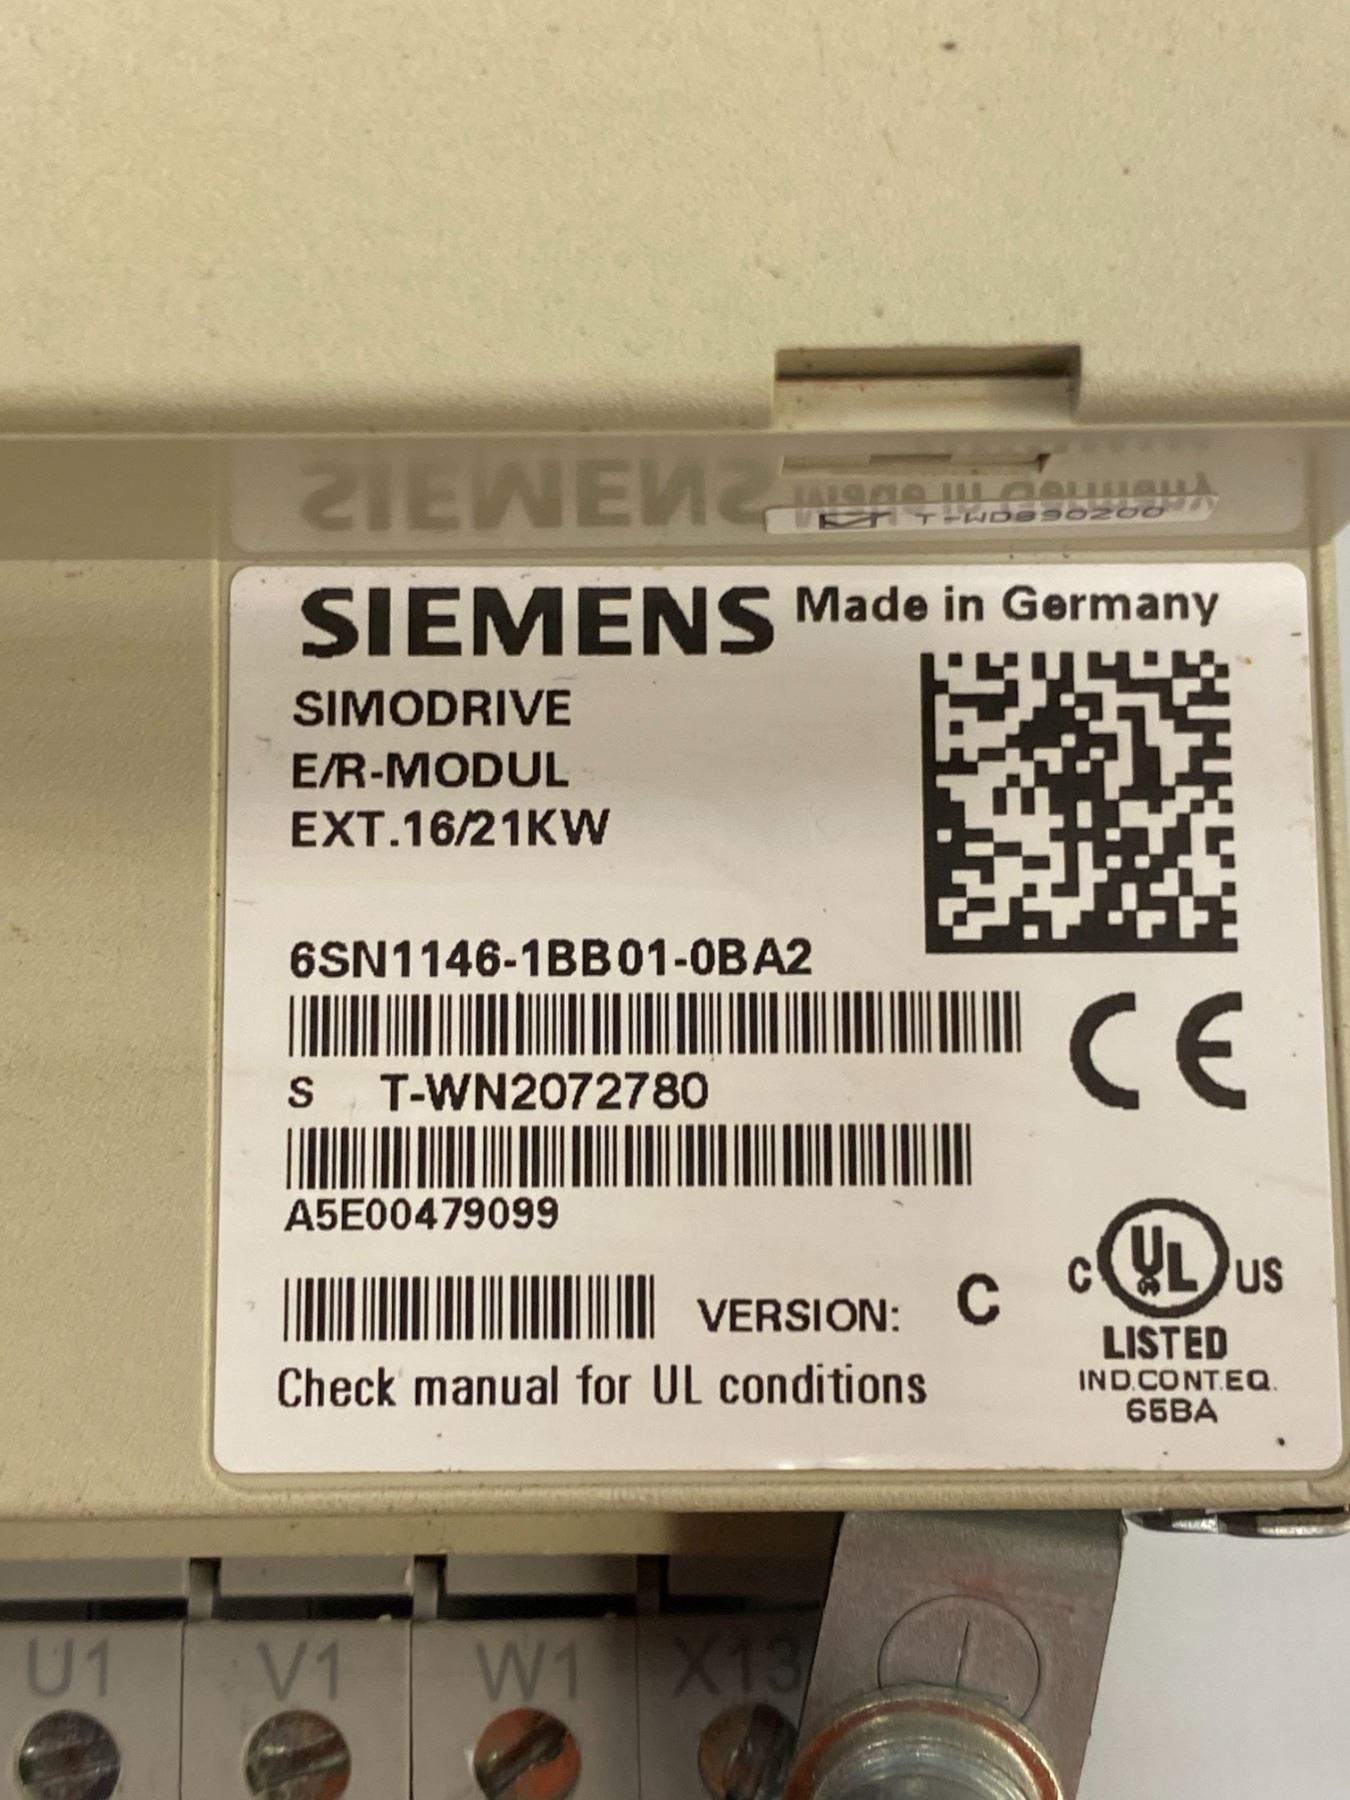 T-WD890200
SIEMENS Made in Germany
SIMODRIVE
E/R-MODUL
EXT.16/21KW
6SN1146-1BB01-0BA2
S T-WN2072780
A5E00479099
VERSION: C
Check manual for UL conditions
CE
C UL US
LISTED
IND.CONT.EQ.
65BA
U1 V1 W1 X13